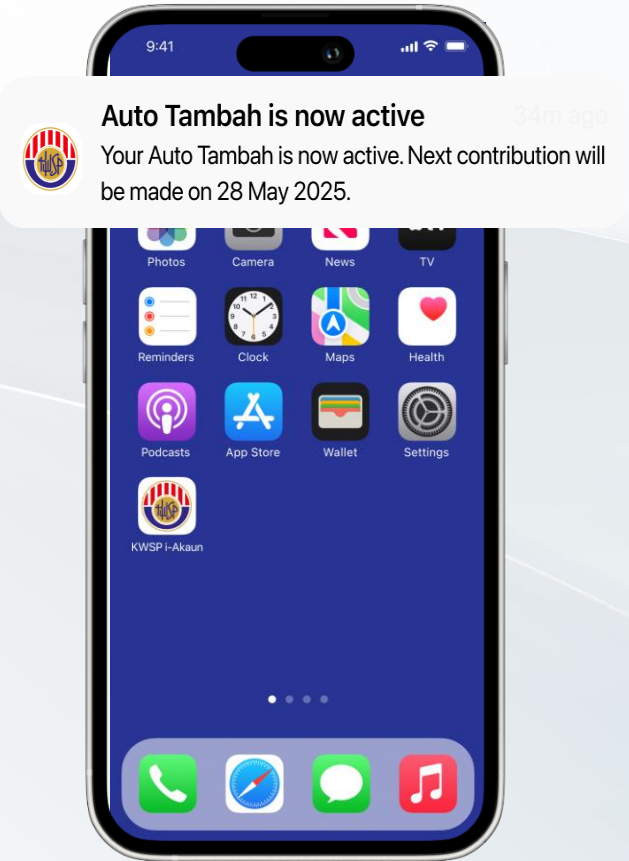 9:41
Auto Tambah is now active
34m ago
Your Auto Tambah is now active. Next contribution will
be made on 28 May 2025.
KWSP
Photos
Camera
News
TV
Reminders
Clock
Maps
Health
Podcasts
App Store
Wallet
Settings
KWSP
KWSP i-Akaun